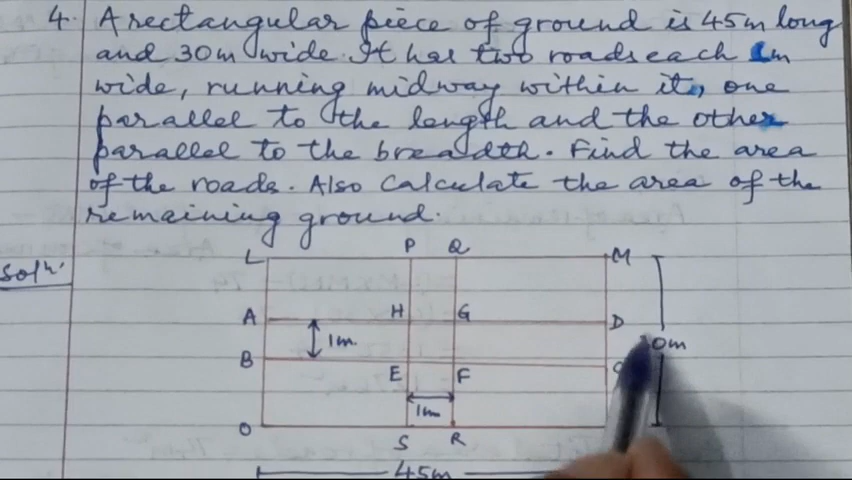 4. A rectangular piece of ground is 45m long
and 30m wide. It has two roads each 1m
wide, running midway within it, one
parallel to the length and the other
parallel to the breadth. Find the area
of the roads. Also calculate the area of the
remaining ground.
Solⁿ.
L P Q M
A H G D
1m
0m
B E F C
1m
O S R
45m